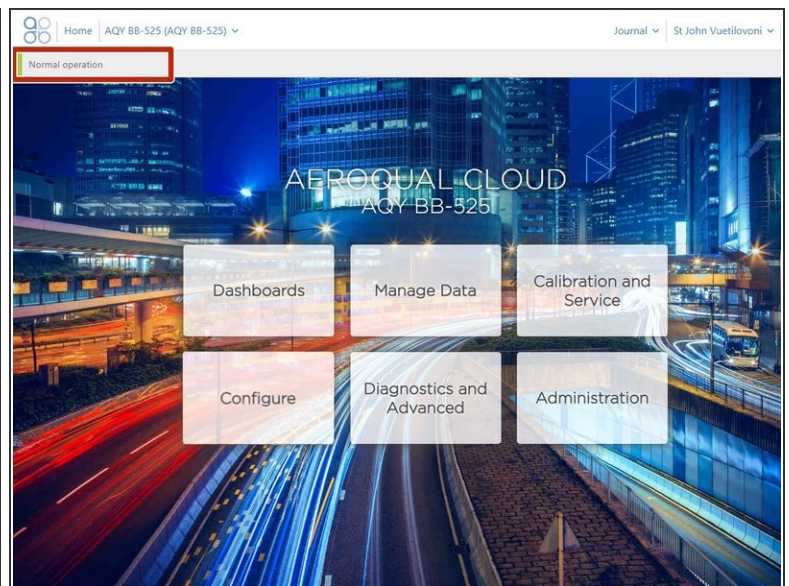 Home AQY BB-525 (AQY BB-525) Journal St John Vuetilovoni
Normal operation
AEROQUAL CLOUD
AQY BB-525
Dashboards
Manage Data
Calibration and
Service
Configure
Diagnostics and
Advanced
Administration